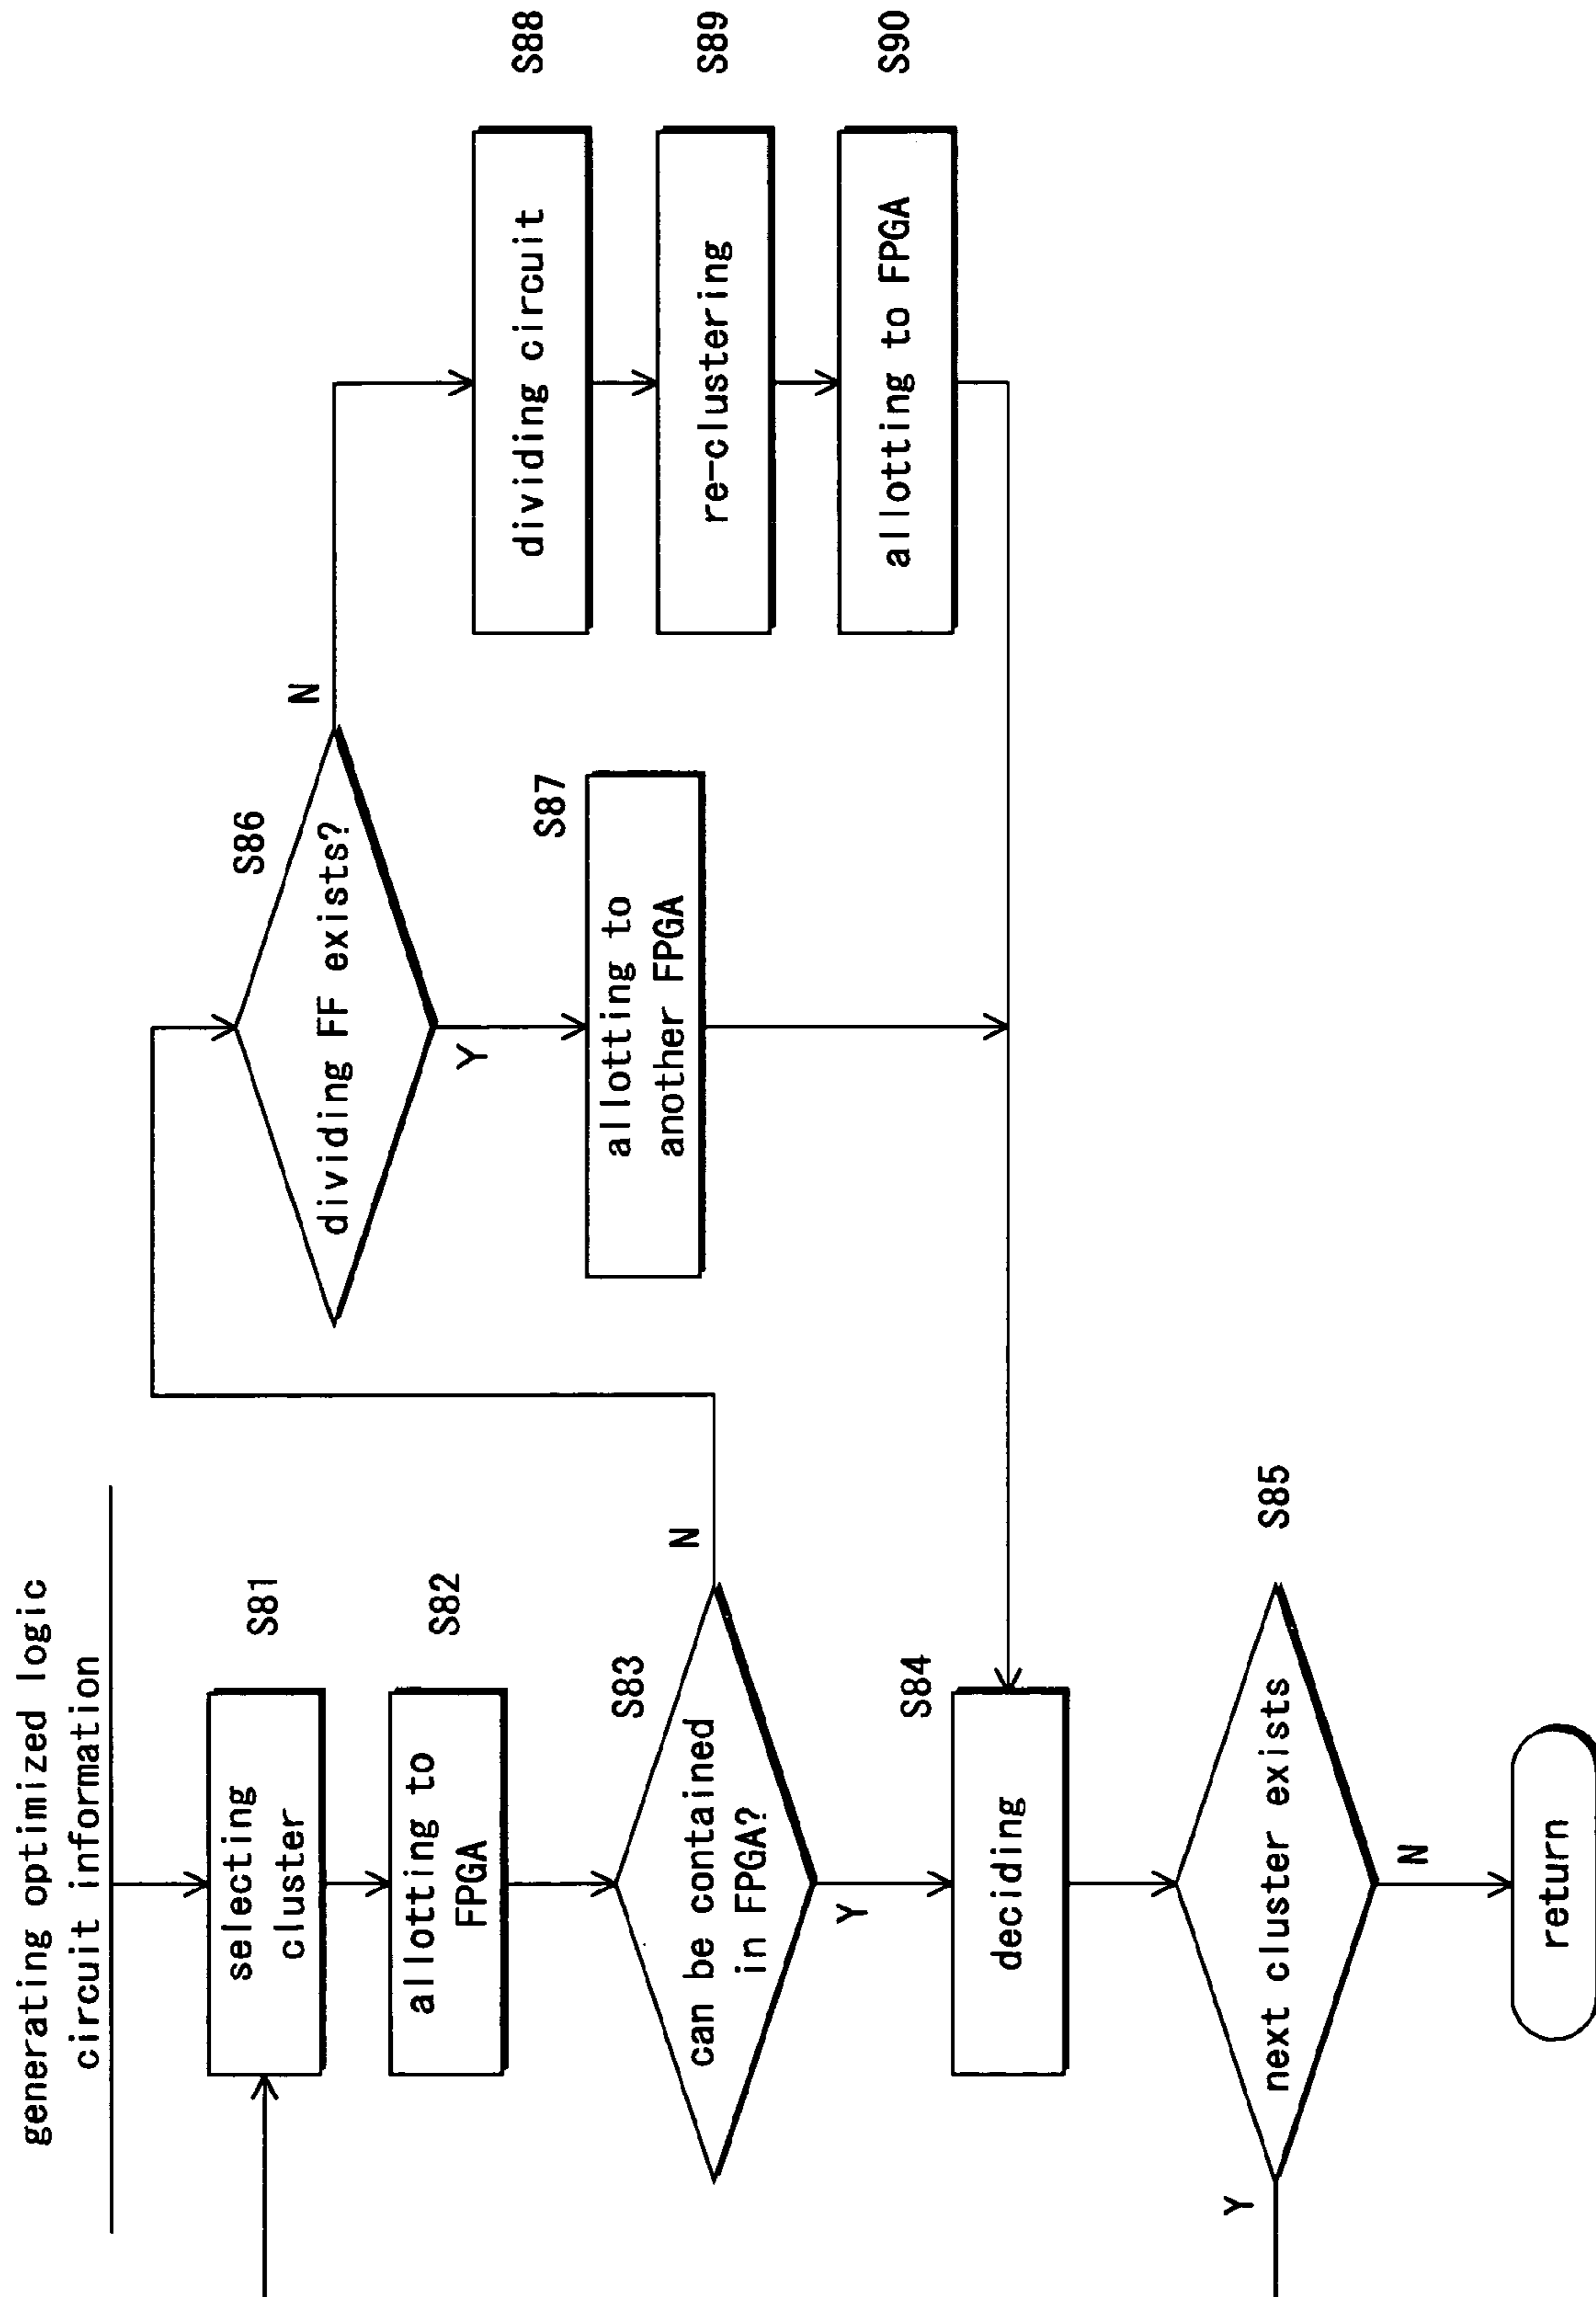 generating optimized logic
circuit information
S81
selecting
cluster
S82
allotting to
FPGA
S83
can be contained
in FPGA?
N
Y
S84
deciding
S85
next cluster exists
Y
N
return
S86
dividing FF exists?
N
Y
S87
allotting to
another FPGA
dividing circuit
S88
re-clustering
S89
allotting to FPGA
S90